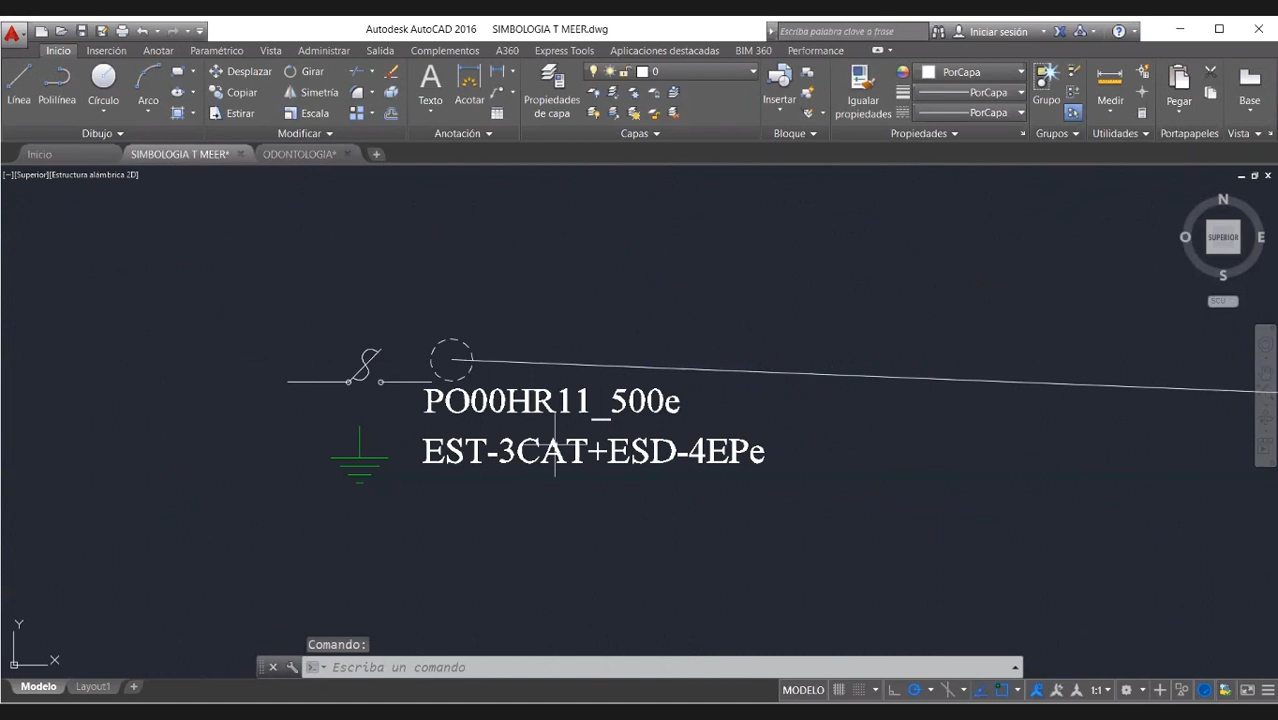 Autodesk AutoCAD 2016 SIMBOLOGIA T MEER.dwg
Escriba palabra clave o frase
Iniciar sesión
Inicio Inserción Anotar Paramétrico Vista Administrar Salida Complementos A360 Express Tools Aplicaciones destacadas BIM 360 Performance
Línea Polilínea Círculo Arco
Desplazar Girar
Copiar Simetría
Estirar Escala
Texto Acotar
Propiedades de capa
0
Insertar
Igualar propiedades
PorCapa
PorCapa
PorCapa
Grupo
Medir
Pegar
Base
Dibujo Modificar Anotación Capas Bloque Propiedades Grupos Utilidades Portapapeles Vista
Inicio SIMBOLOGIA T MEER* ODONTOLOGIA*
[−][Superior][Estructura alámbrica 2D]
N
O SUPERIOR E
S
SCU
S
PO00HR11_500e
EST-3CAT+ESD-4EPe
Y
X
Comando:
Escriba un comando
Modelo Layout1
MODELO 1:1